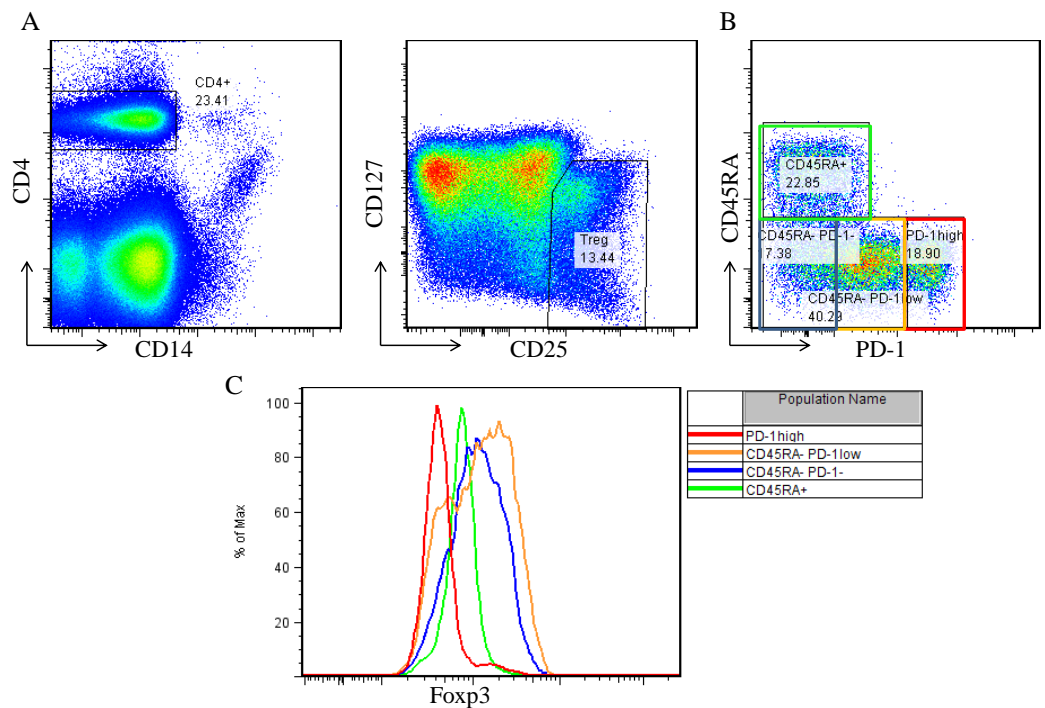 A
CD4
CD4+
23.41
CD14
CD127
Treg
13.44
CD25
B
CD45RA
CD45RA+
22.85
CD45RA- PD-1-
17.38
PD-1high
18.90
CD45RA- PD-1low
40.29
PD-1
C
% of Max
100
80
60
40
20
Foxp3
Population Name
PD-1high
CD45RA- PD-1low
CD45RA- PD-1-
CD45RA+